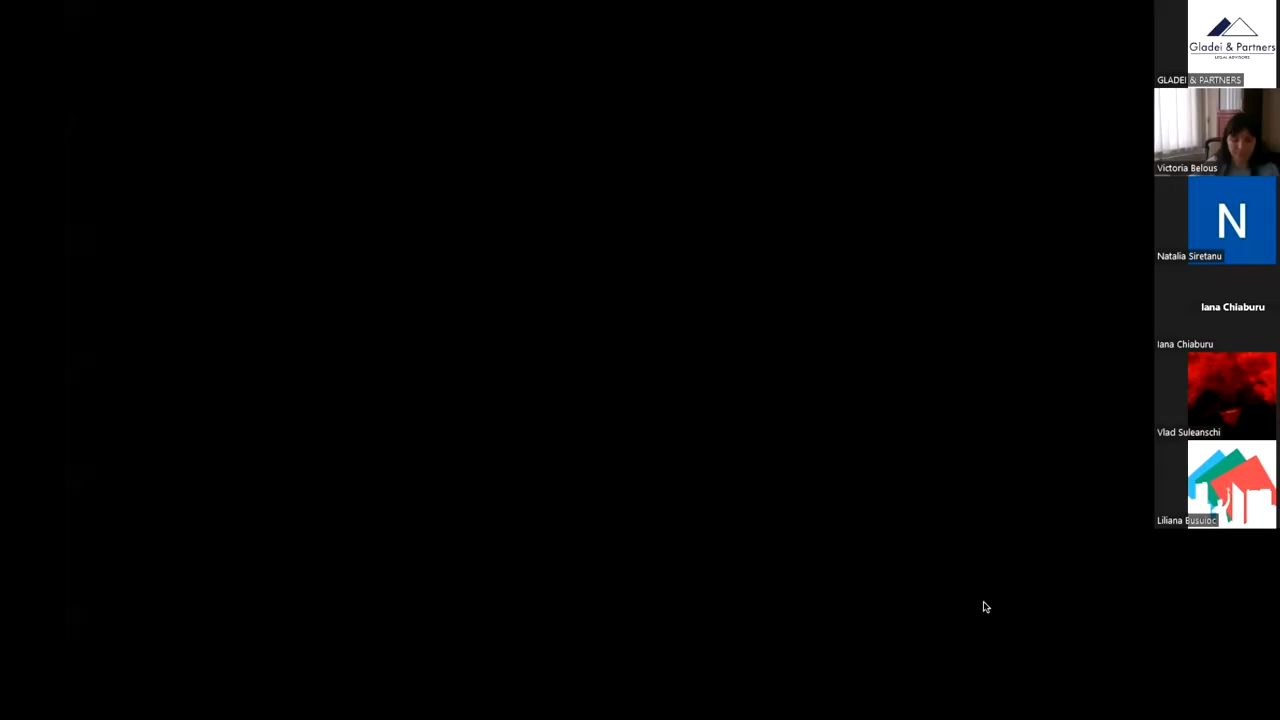 Gladei & Partners
LEGAL ADVISORS
GLADEI & PARTNERS
Victoria Belous
N
Natalia Siretanu
Iana Chiaburu
Iana Chiaburu
Vlad Suleanschi
Liliana Busuioc